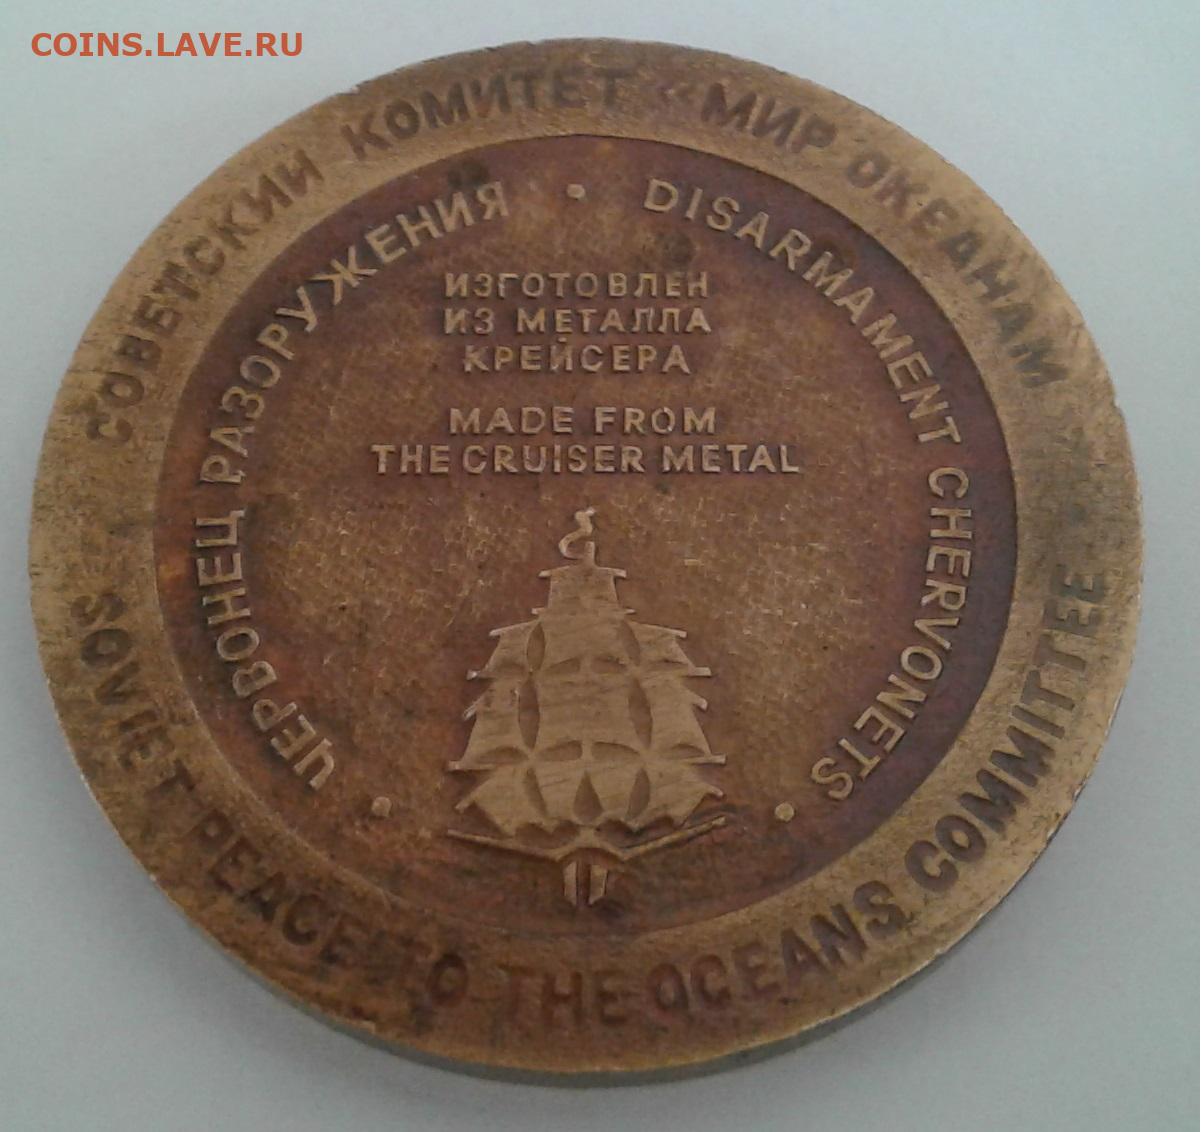 COINS.LAVE.RU
СОВЕТСКИЙ КОМИТЕТ «МИР ОКЕАНАМ»
ЧЕРВОНЕЦ РАЗОРУЖЕНИЯ • DISARMAMENT CHERVONETS •
ИЗГОТОВЛЕН
ИЗ МЕТАЛЛА
КРЕЙСЕРА
MADE FROM
THE CRUISER METAL
SOVIET PEACE TO THE OCEANS COMMITTEE